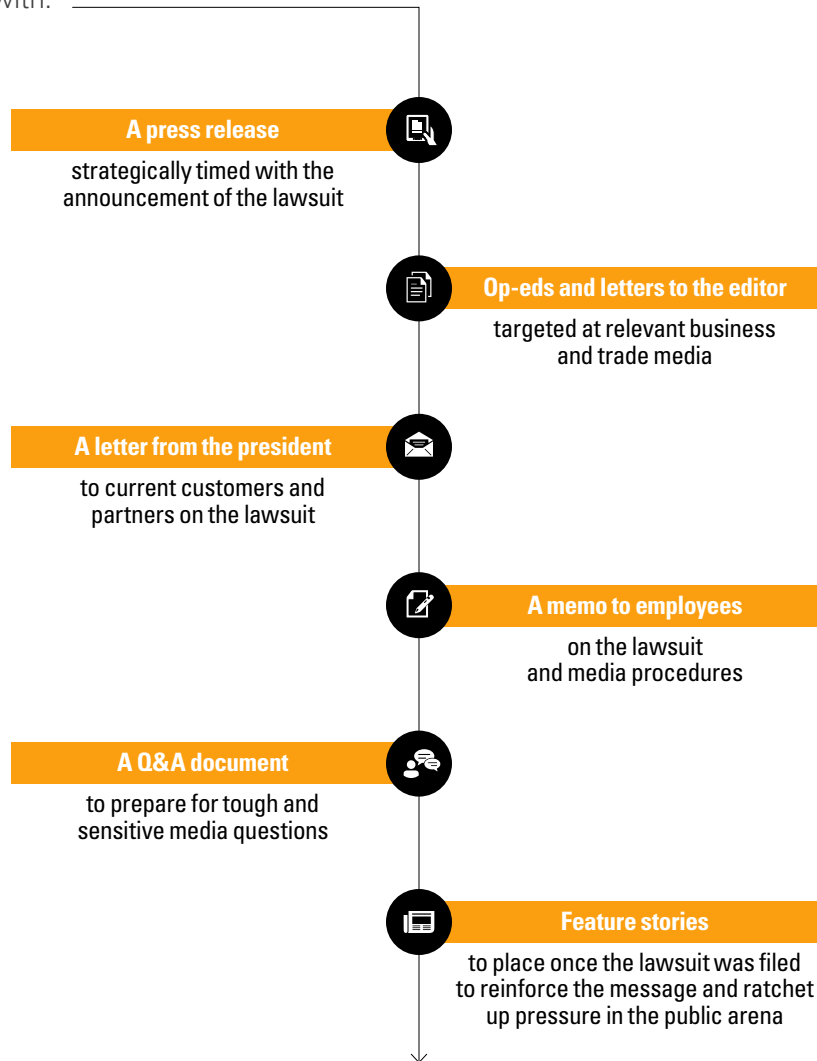 with:
A press release
strategically timed with the
announcement of the lawsuit
Op-eds and letters to the editor
targeted at relevant business
and trade media
A letter from the president
to current customers and
partners on the lawsuit
A memo to employees
on the lawsuit
and media procedures
A Q&A document
to prepare for tough and
sensitive media questions
Feature stories
to place once the lawsuit was filed
to reinforce the message and ratchet
up pressure in the public arena